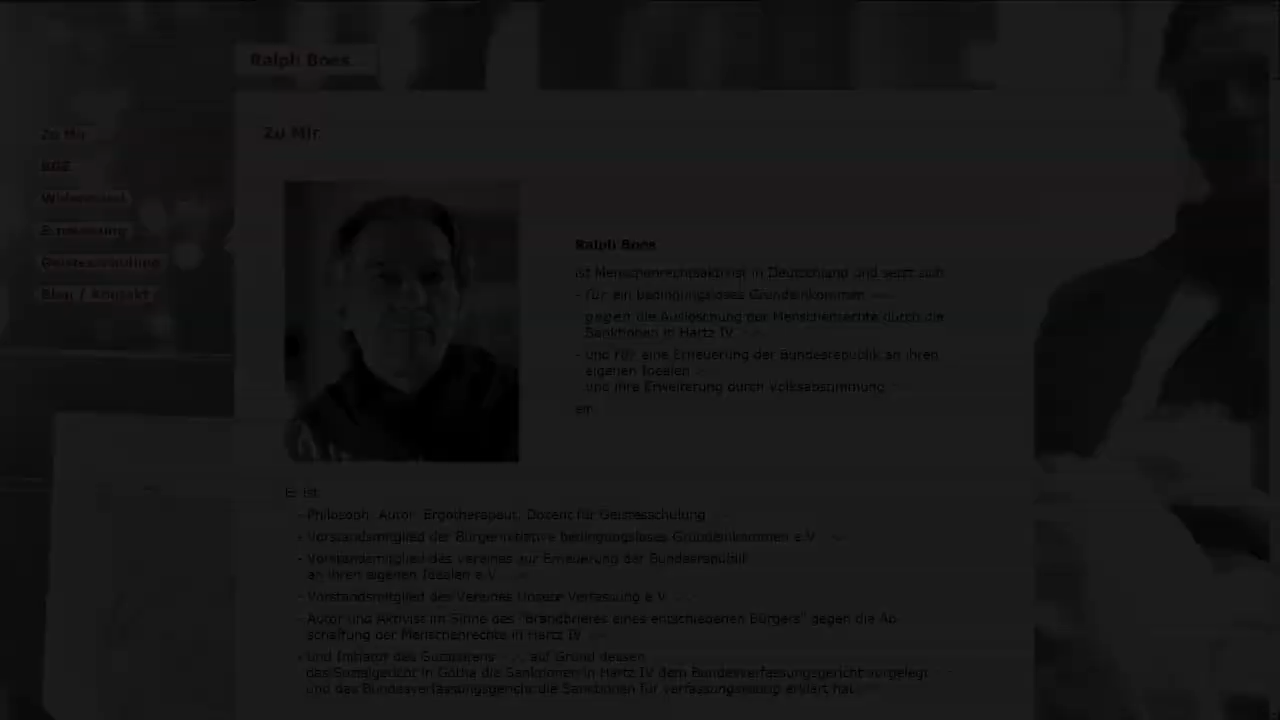 Ralph Boes...
Zu Mir
Zu Mir
BGE
Widerstand
Erneuerung
Geistesschulung
Blog / Kontakt
Ralph Boes
ist Menschenrechtsaktivist in Deutschland und setzt sich
- für ein bedingungsloses Grundeinkommen
gegen die Auslöschung der Menschenrechte durch die
Sanktionen in Hartz IV
- und für eine Erneuerung der Bundesrepublik an ihren
eigenen Idealen
und ihre Erweiterung durch Volksabstimmung
ein.
Er ist
- Philosoph, Autor, Ergotherapeut, Dozent für Geistesschulung
- Vorstandsmitglied der Bürgerinitiative bedingungsloses Grundeinkommen e.V.
- Vorstandsmitglied des Vereines zur Erneuerung der Bundesrepublik
an ihren eigenen Idealen e.V.
- Vorstandsmitglied des Vereines Unsere Verfassung e.V.
- Autor und Aktivist im Sinne des "Brandbriefes eines entschiedenen Bürgers" gegen die Ab
schaffung der Menschenrechte in Hartz IV
- und Initiator des Gutachtens auf Grund dessen
das Sozialgericht in Gotha die Sanktionen in Hartz IV dem Bundesverfassungsgericht vorgelegt
und das Bundesverfassungsgericht die Sanktionen für verfassungswidrig erklärt hat